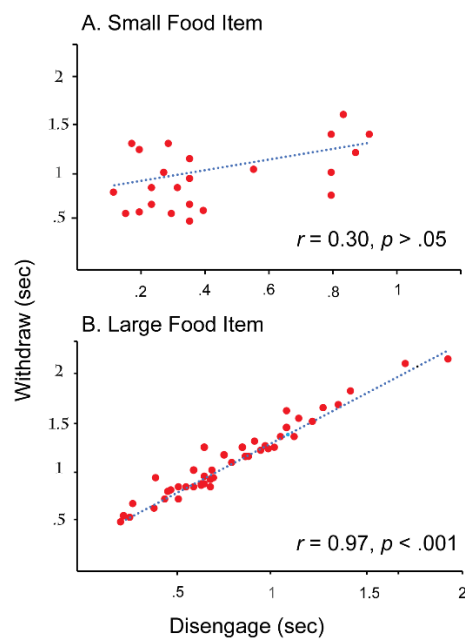 A. Small Food Item
2
1.5
1
.5
r = 0.30, p > .05
.2 .4 .6 .8 1
Withdraw (sec)
B. Large Food Item
2
1.5
1
.5
r = 0.97, p < .001
.5 1 1.5 2
Disengage (sec)